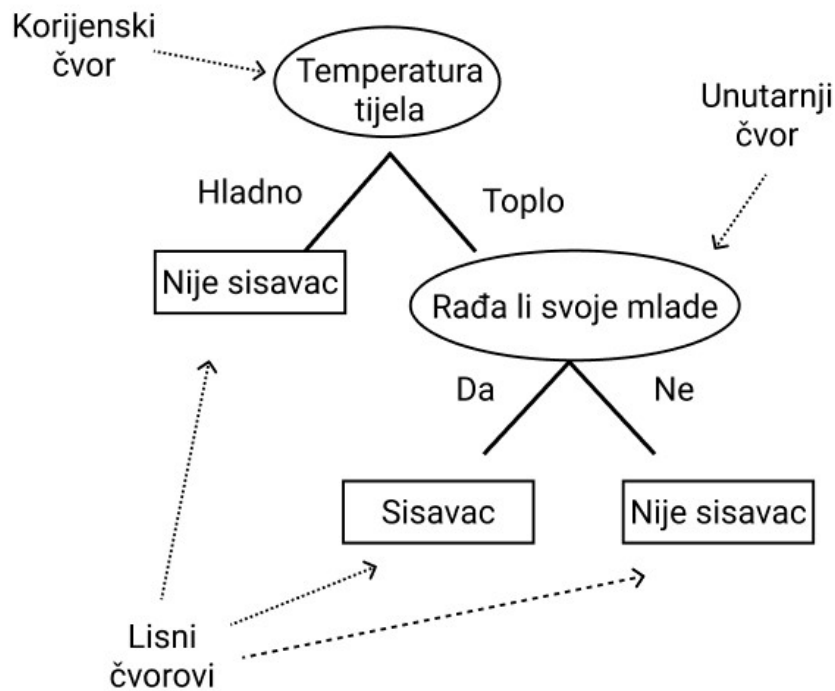 Korijenski
čvor
Temperatura
tijela
Unutarnji
čvor
Hladno
Toplo
Nije sisavac
Rađa li svoje mlade
Da
Ne
Sisavac
Nije sisavac
Lisni
čvorovi